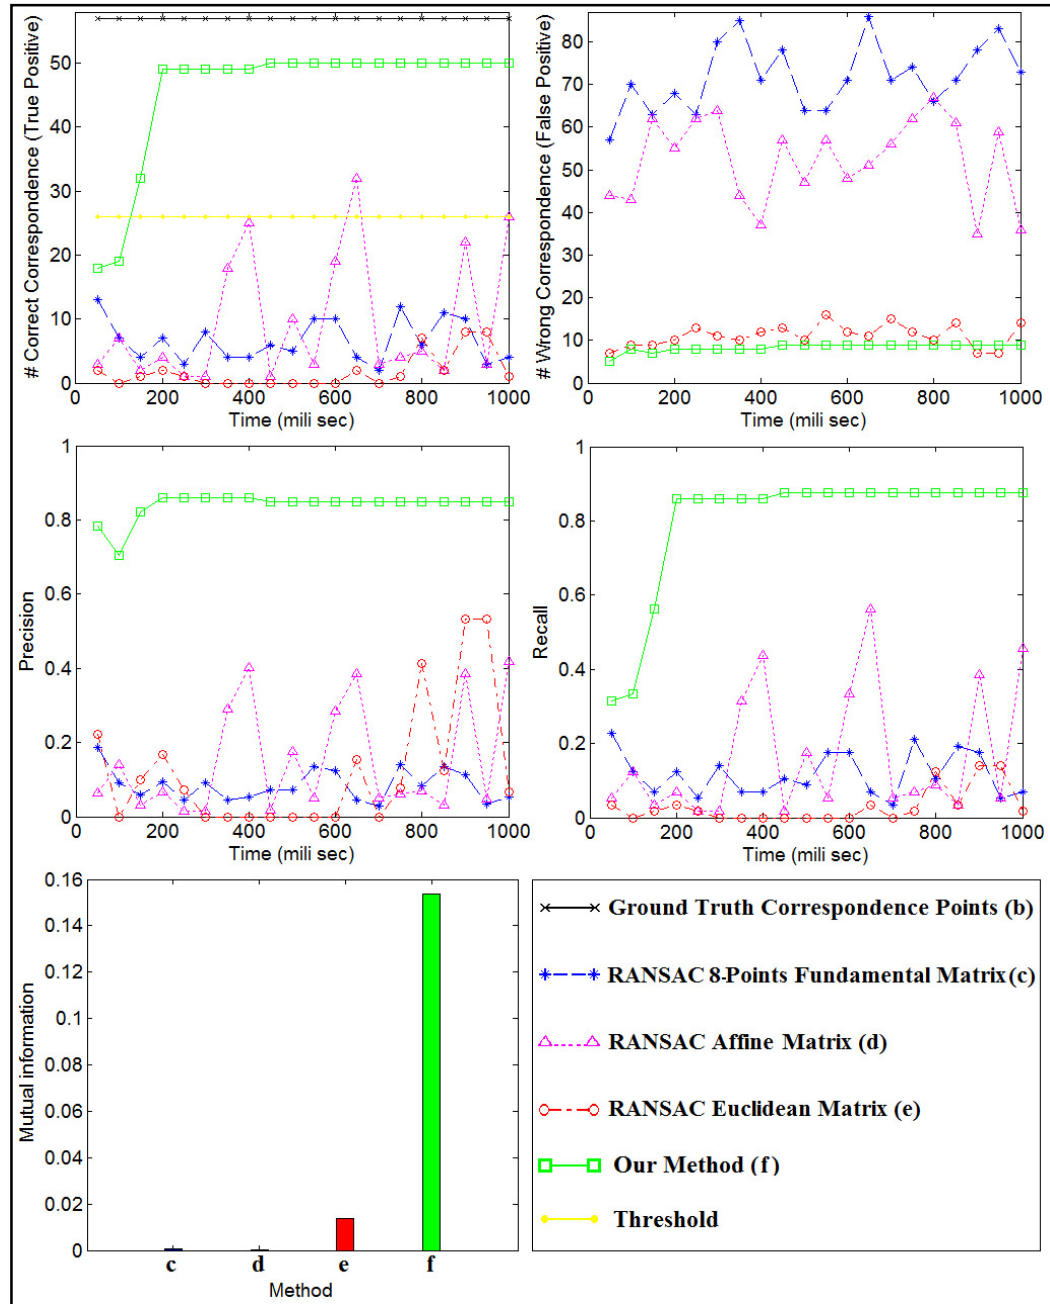 # Correct Correspondence (True Positive)
50
40
30
20
10
0
0 200 400 600 800 1000
Time (mili sec)
# Wrong Correspondence (False Positive)
80
70
60
50
40
30
20
10
0
0 200 400 600 800 1000
Time (mili sec)
Precision
1
0.8
0.6
0.4
0.2
0
0 200 400 600 800 1000
Time (mili sec)
Recall
1
0.8
0.6
0.4
0.2
0
0 200 400 600 800 1000
Time (mili sec)
Mutual information
0.16
0.14
0.12
0.1
0.08
0.06
0.04
0.02
0
c d e f
Method
Ground Truth Correspondence Points (b)
RANSAC 8-Points Fundamental Matrix (c)
RANSAC Affine Matrix (d)
RANSAC Euclidean Matrix (e)
Our Method (f)
Threshold